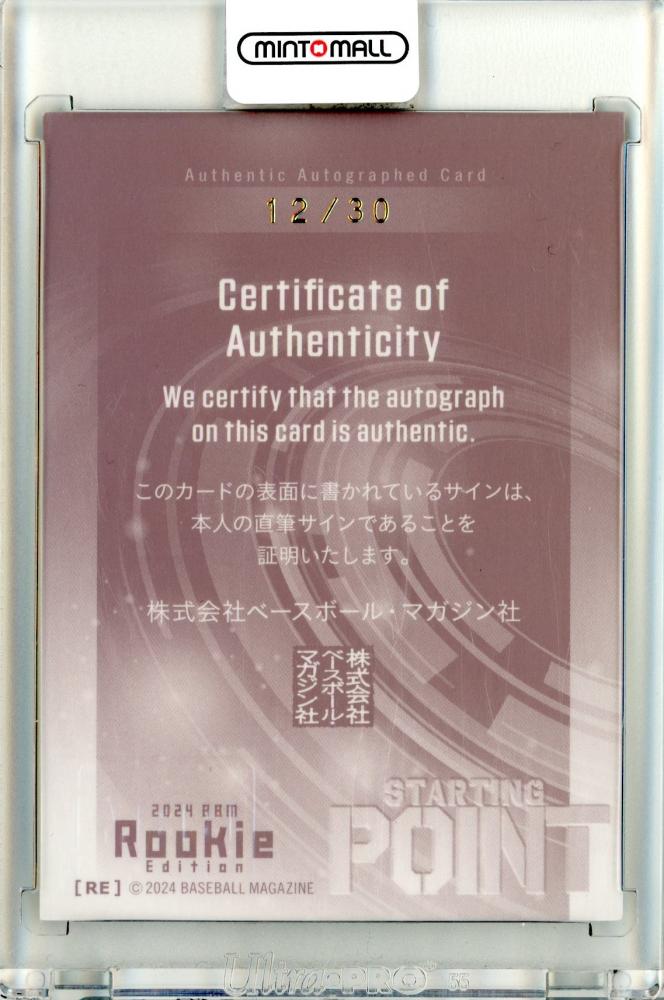 MINTMALL
Authentic Autographed Card
12/30
Certificate of
Authenticity
We certify that the autograph
on this card is authentic.
このカードの表面に書かれているサインは、
本人の直筆サインであることを
証明いたします。
株式会社ベースボール・マガジン社
株式会社
ベースボール・
マガジン社
2024 BBM
Rookie
Edition
STARTING
POINT
[RE] © 2024 BASEBALL MAGAZINE
Ultra·PRO® 55